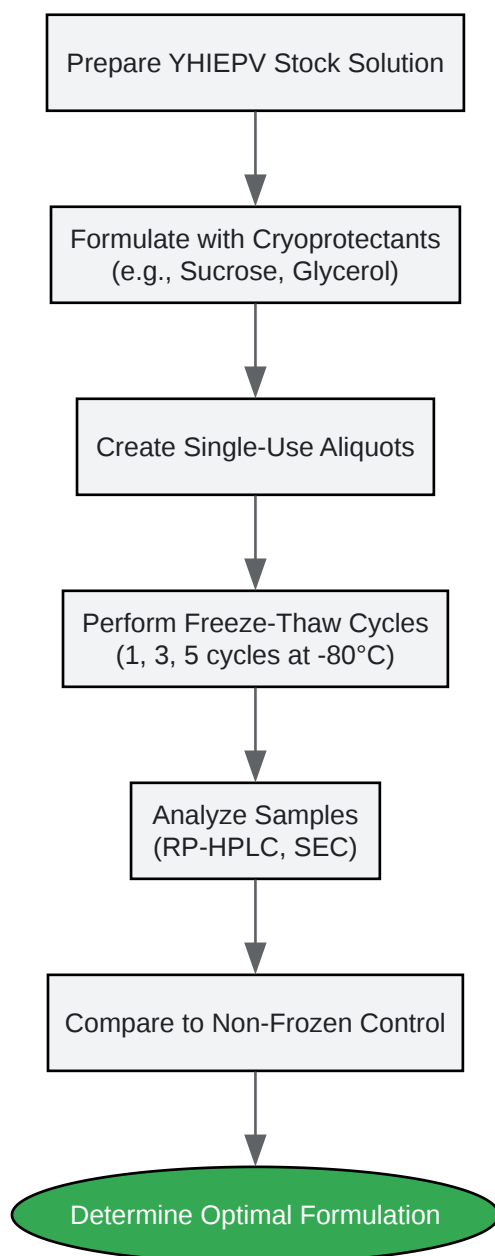 Prepare YHIEPV Stock Solution
Formulate with Cryoprotectants
(e.g., Sucrose, Glycerol)
Create Single-Use Aliquots
Perform Freeze-Thaw Cycles
(1, 3, 5 cycles at -80°C)
Analyze Samples
(RP-HPLC, SEC)
Compare to Non-Frozen Control
Determine Optimal Formulation